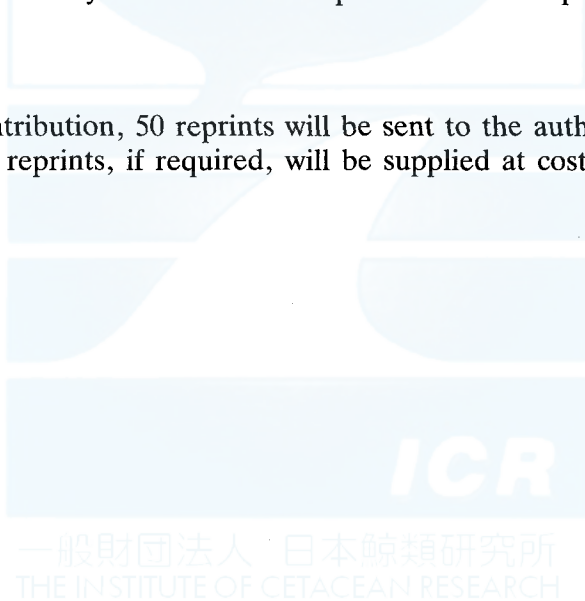 tribution, 50 reprints will be sent to the auth
reprints, if required, will be supplied at cost
ICR
一般財団法人 日本鯨類研究所
THE INSTITUTE OF CETACEAN RESEARCH